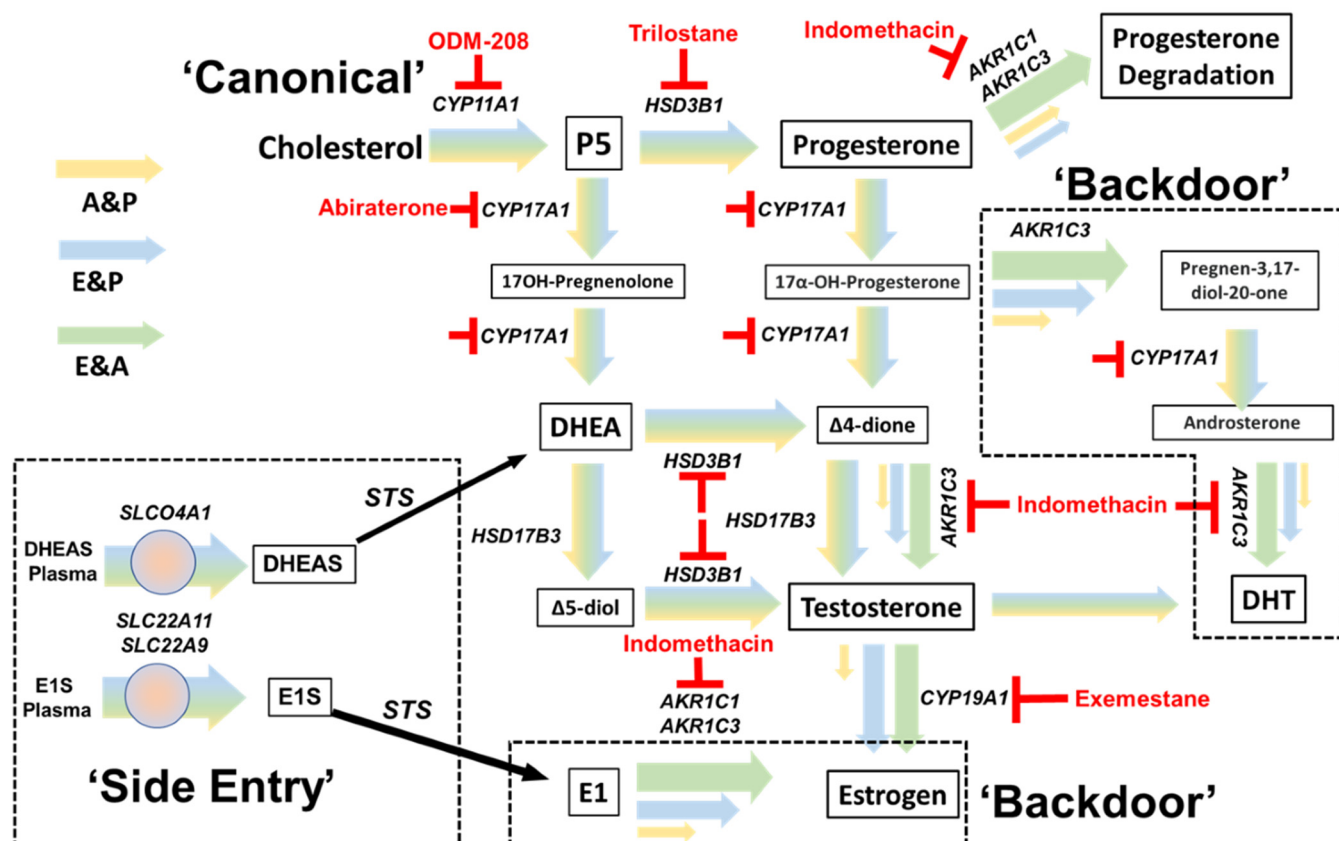 ODM-208
Trilostane
Indomethacin
'Canonical'
CYP11A1
HSD3B1
AKR1C1
AKR1C3
Progesterone
Degradation
Cholesterol
P5
Progesterone
A&P
E&P
E&A
Abiraterone
CYP17A1
CYP17A1
'Backdoor'
AKR1C3
17OH-Pregnenolone
17α-OH-Progesterone
Pregnen-3,17-
diol-20-one
CYP17A1
CYP17A1
CYP17A1
DHEA
Δ4-dione
Androsterone
HSD3B1
STS
SLCO4A1
DHEAS
Plasma
DHEAS
HSD17B3
HSD17B3
AKR1C3
Indomethacin
AKR1C3
HSD3B1
Δ5-diol
Testosterone
DHT
SLC22A11
SLC22A9
E1S
Plasma
E1S
STS
Indomethacin
AKR1C1
AKR1C3
CYP19A1
Exemestane
'Side Entry'
E1
Estrogen
'Backdoor'